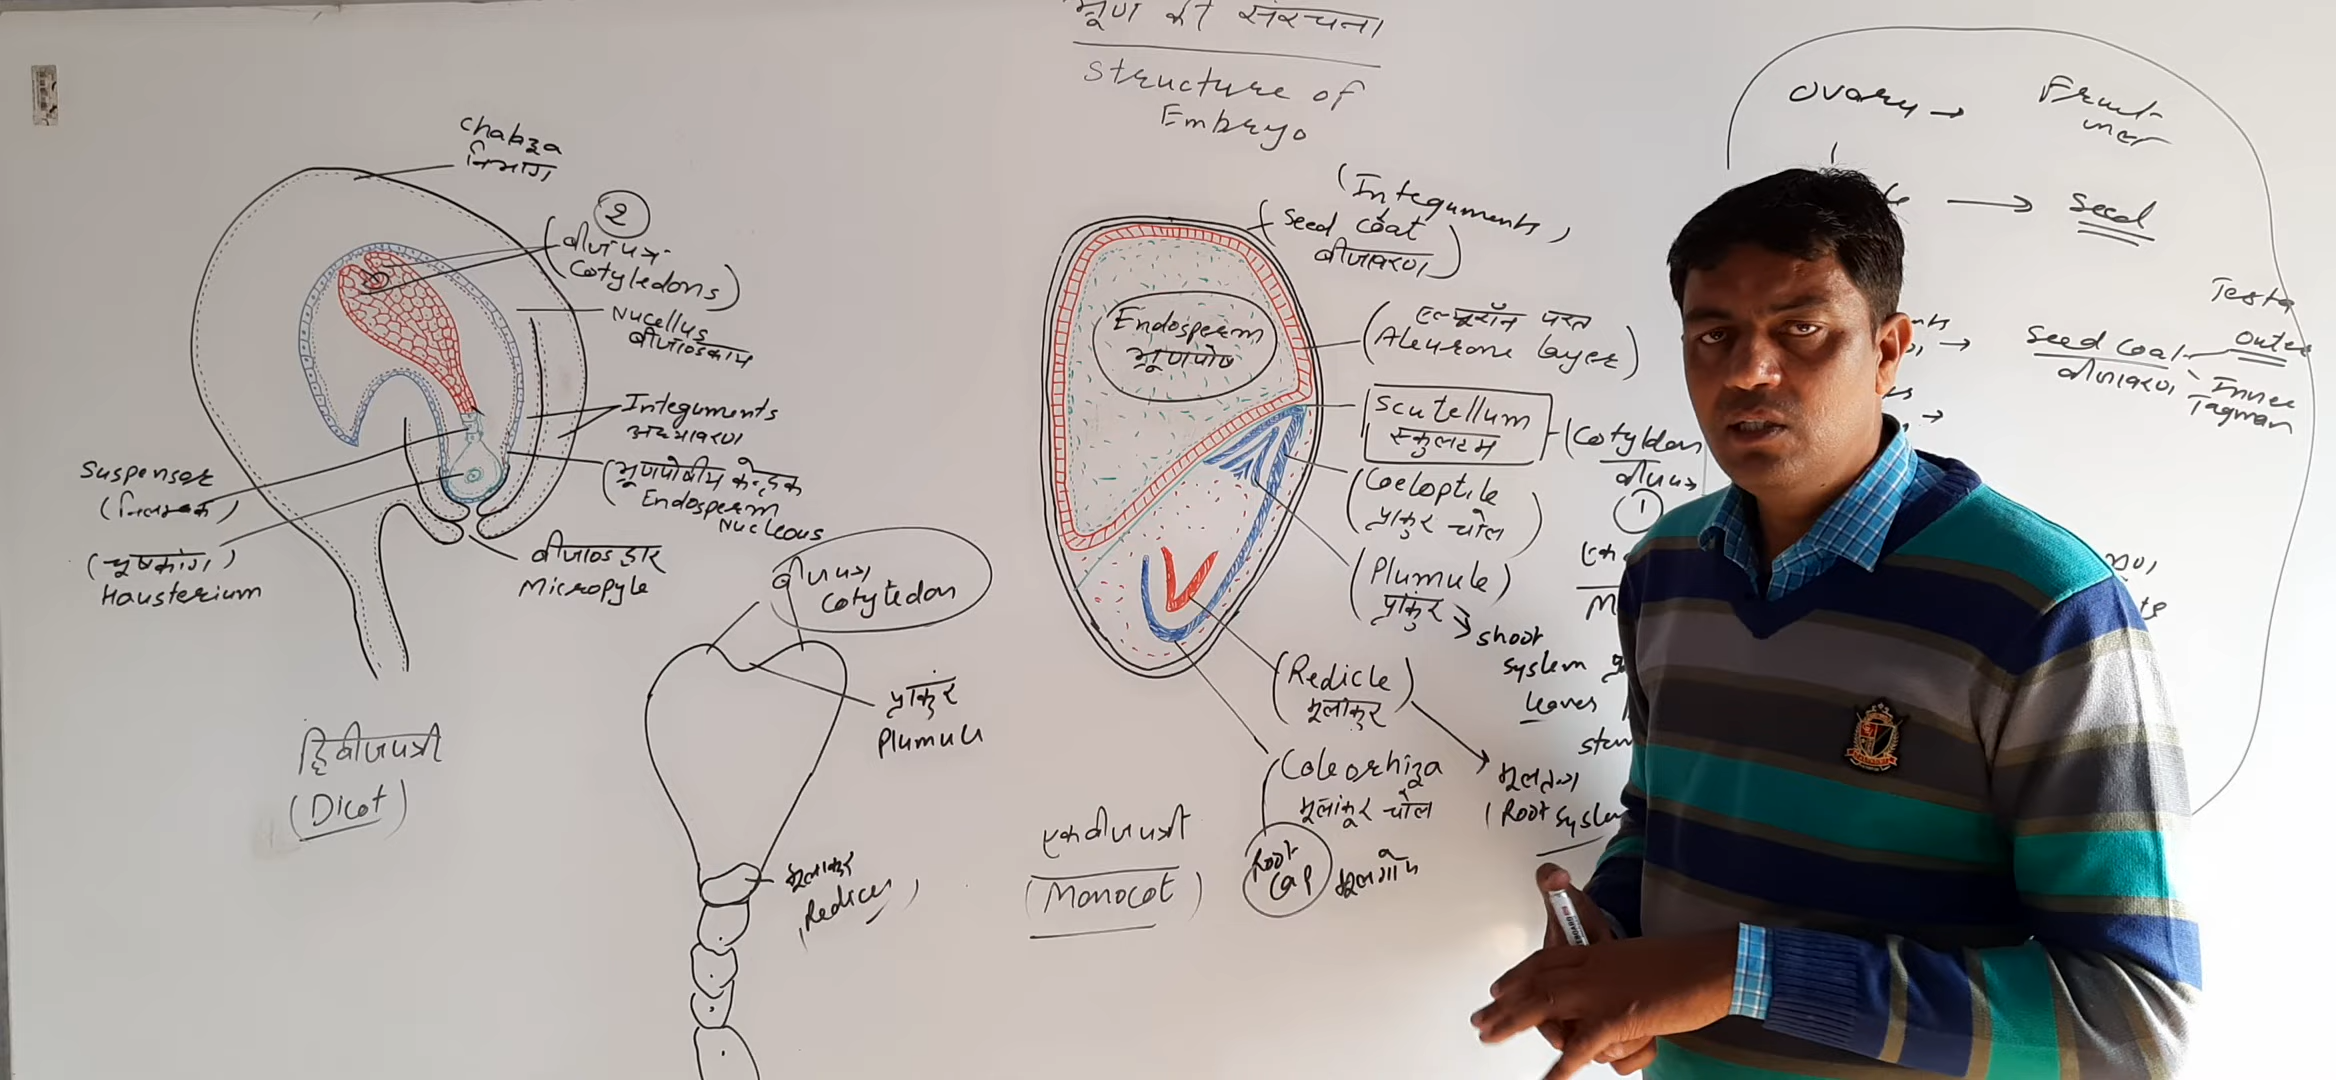 भ्रूण की संरचना
Structure of
Embryo
Chalaza
निभाग
2
(बीजपत्र
Cotyledons)
Nucellus
बीजाण्डकाय
Integuments
अध्यावरण
(भ्रूणपोषीय केन्द्रक
Endosperm
Nucleous
बीजाण्डद्वार
Micropyle
Suspensor
(निलम्बक)
(चूषकांग)
Hausterium
द्विबीजपत्री
(Dicot)
बीजपत्र
Cotyledon
प्रांकुर
Plumule
मूलांकुर
(Redicle)
(Integuments)
(Seed Coat
बीजावरण)
Endosperm
भ्रूणपोष
एल्यूरॉन परत
(Aleurone layer)
Scutellum
स्कुटलम
(Cotyldon
बीजपत्र
1
(Coeloptile
प्रांकुर चोल)
(Plumule)
प्रांकुर
shoot
system
leaves
(Redicle)
मूलांकुर
मूलतन्त्र
(Root System
(Coleorhiza
मूलांकुर चोल
Root
Cap
मूलगोप
एकबीजपत्री
(Monocot)
Ovary →
Fruit
→ Seed
Seed Coat
बीजावरण
Testa
Outer
Inner
Tagman